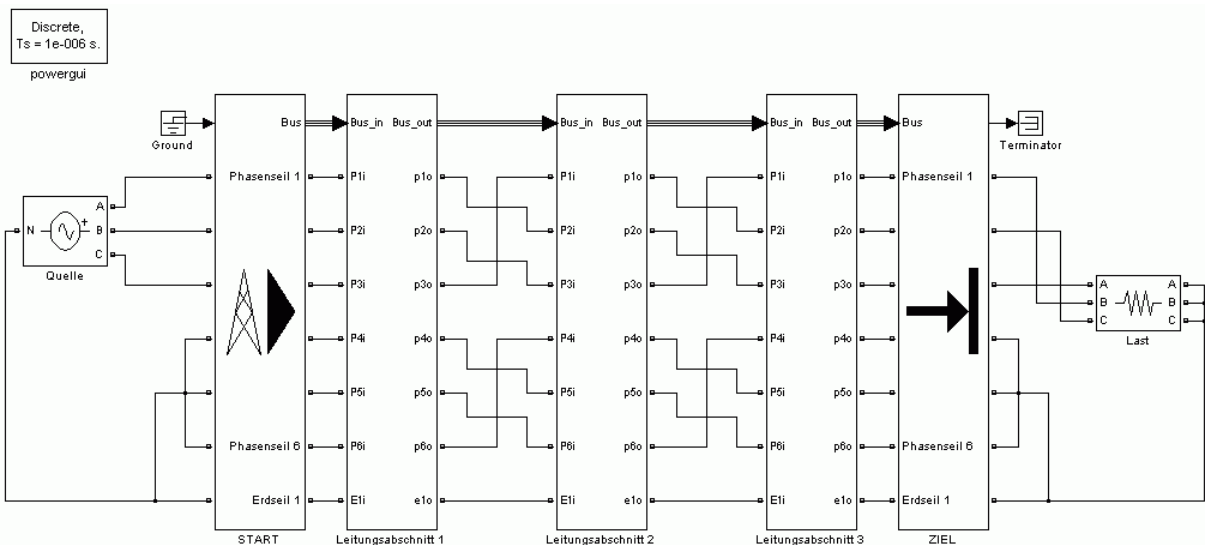 Discrete,
Ts = 1e-006 s.
powergui
Ground
Bus
Bus_in Bus_out
Bus_in Bus_out
Bus_in Bus_out
Bus
Terminator
Phasenseil 1
P1i p1o
P1i p1o
P1i p1o
Phasenseil 1
N
+
A
B
C
Quelle
P2i p2o
P2i p2o
P2i p2o
P3i p3o
P3i p3o
P3i p3o
A A
B B
C C
Last
P4i p4o
P4i p4o
P4i p4o
P5i p5o
P5i p5o
P5i p5o
Phasenseil 6
P6i p6o
P6i p6o
P6i p6o
Phasenseil 6
Erdseil 1
E1i e1o
E1i e1o
E1i e1o
Erdseil 1
START
Leitungsabschnitt 1
Leitungsabschnitt 2
Leitungsabschnitt 3
ZIEL